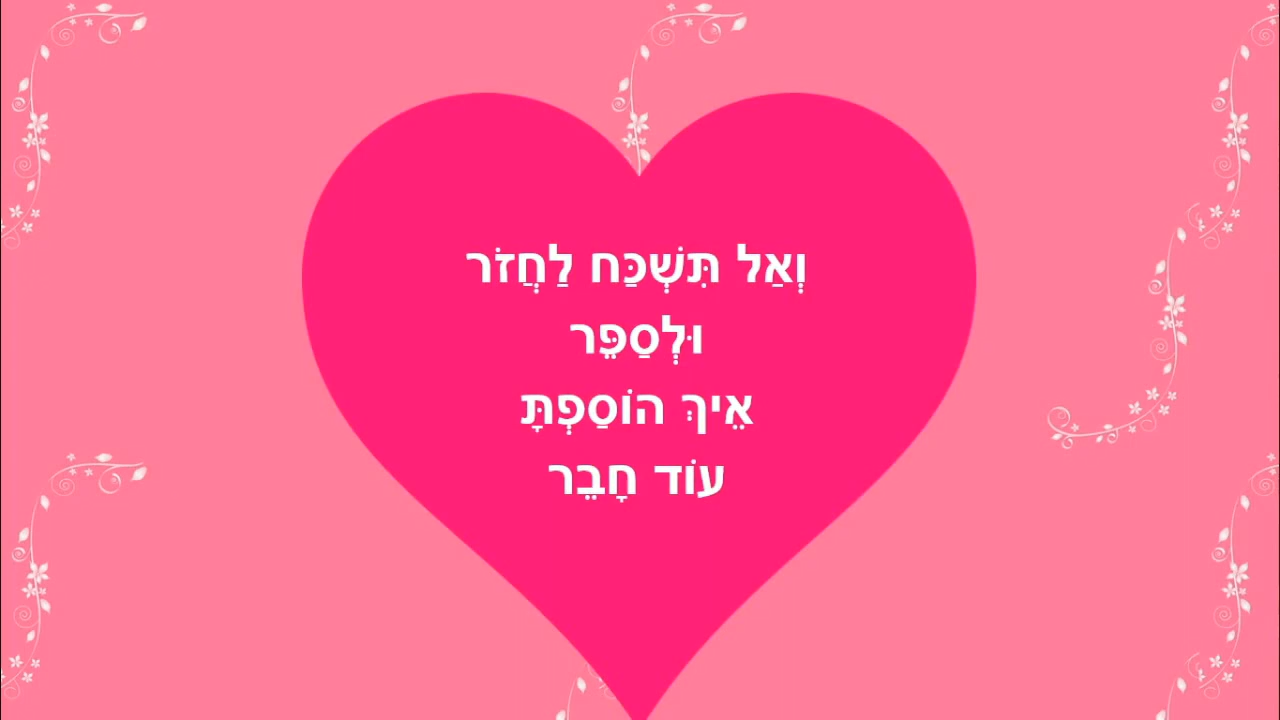 וְאַל תִּשְׁכַּח לַחֲזֹר
וּלְסַפֵּר
אֵיךְ הוֹסַפְתָּ
עוֹד חָבֵר